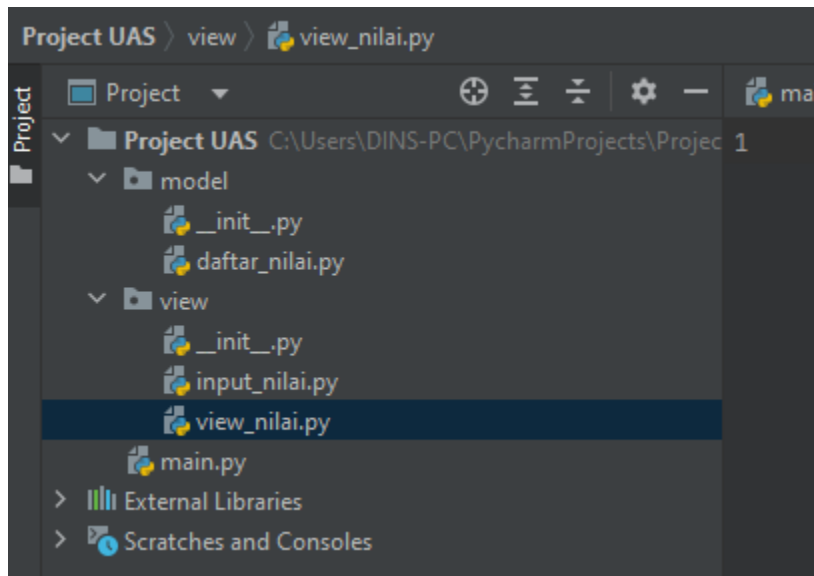 Project UAS 〉 view 〉 view_nilai.py
Project
Project
ma
Project UAS C:\Users\DINS-PC\PycharmProjects\Projec
1
model
__init__.py
daftar_nilai.py
view
__init__.py
input_nilai.py
view_nilai.py
main.py
External Libraries
Scratches and Consoles